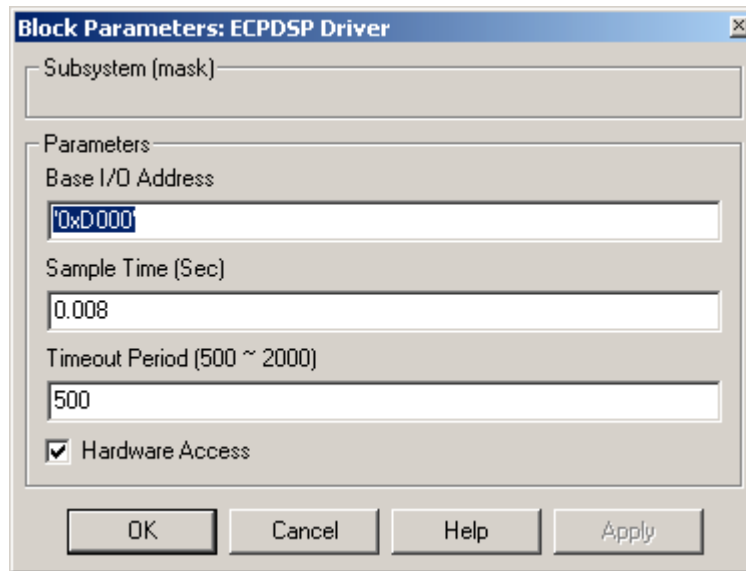 Block Parameters: ECPDSP Driver
Subsystem (mask)
Parameters
Base I/O Address
'0xD000'
Sample Time (Sec)
0.008
Timeout Period (500 ~ 2000)
500
Hardware Access
OK Cancel Help Apply